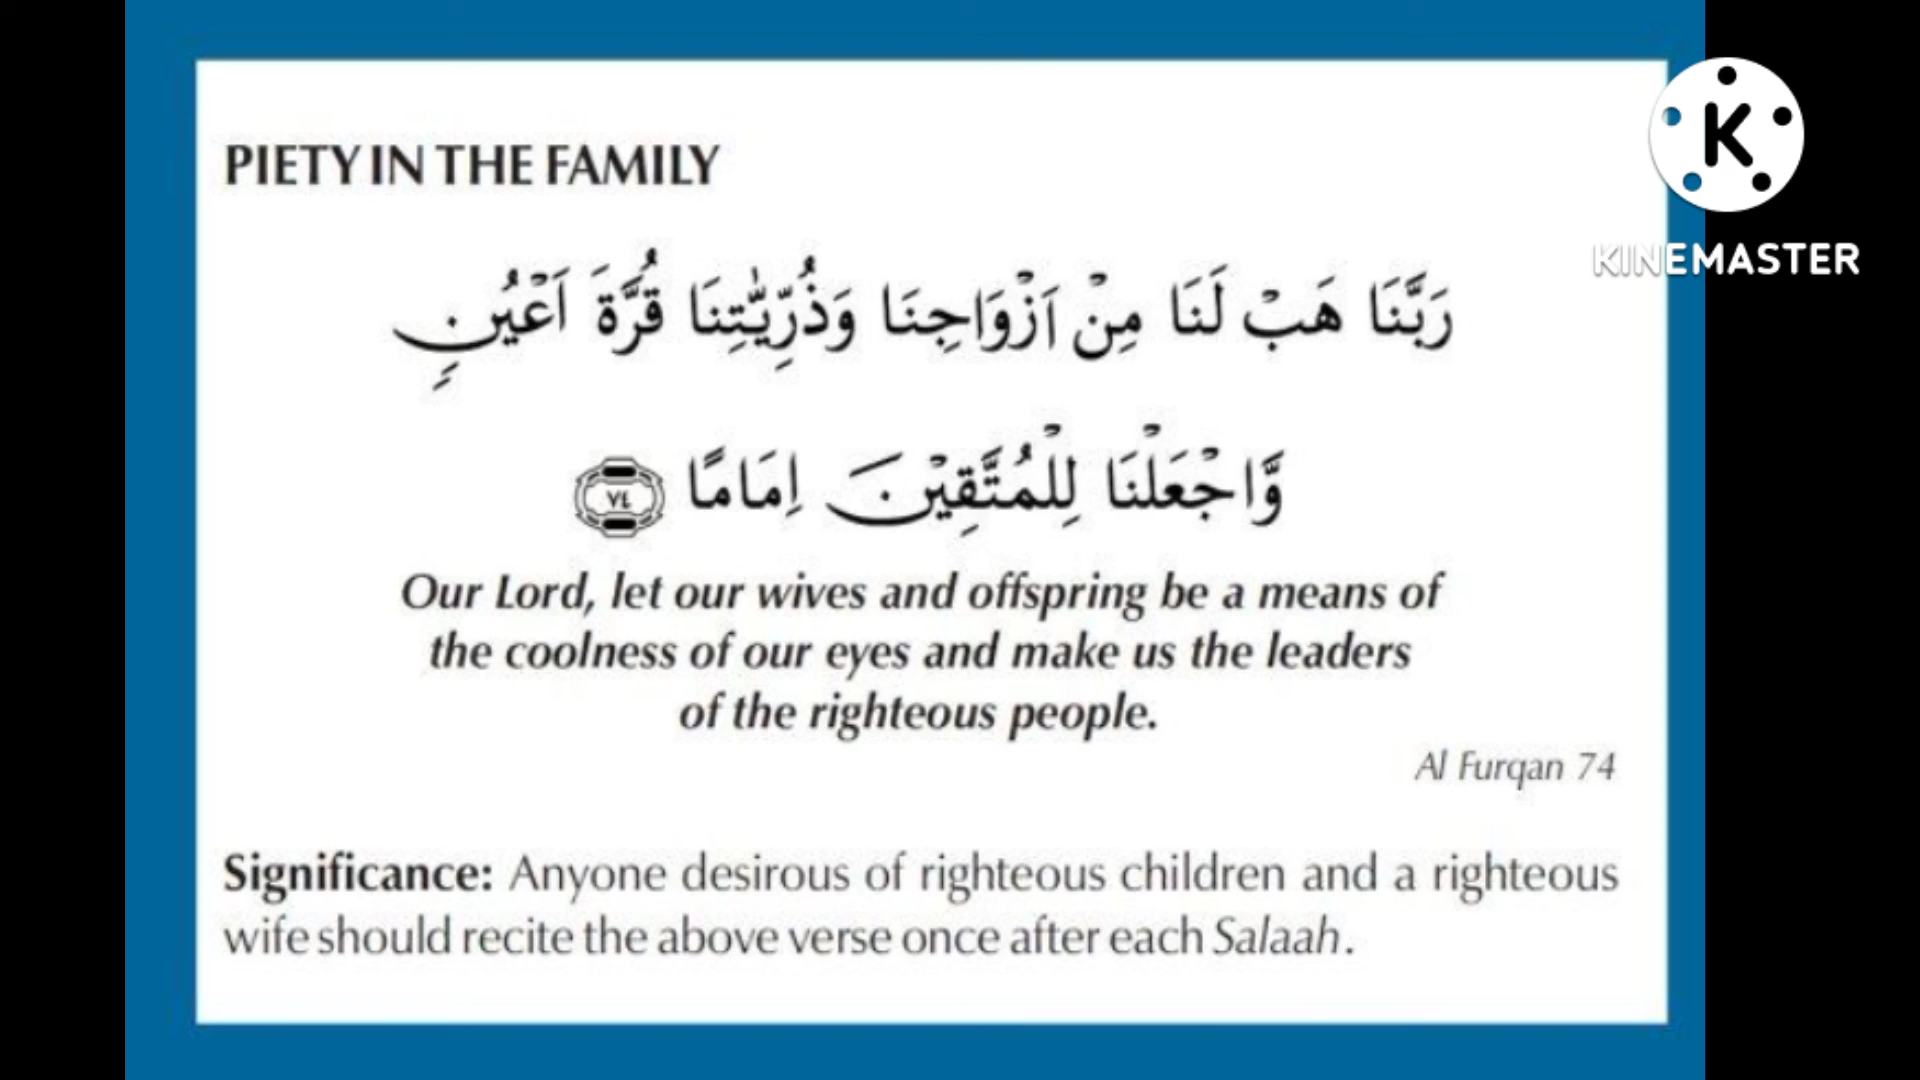 PIETY IN THE FAMILY
رَبَّنَا هَبْ لَنَا مِنْ اَزْوَاجِنَا وَذُرِّيّٰتِنَا قُرَّةَ اَعْيُنٍ
وَّاجْعَلْنَا لِلْمُتَّقِيْنَ اِمَامًا ٧٤
Our Lord, let our wives and offspring be a means of
the coolness of our eyes and make us the leaders
of the righteous people.
Al Furqan 74
Significance: Anyone desirous of righteous children and a righteous
wife should recite the above verse once after each Salaah.
K
KINEMASTER